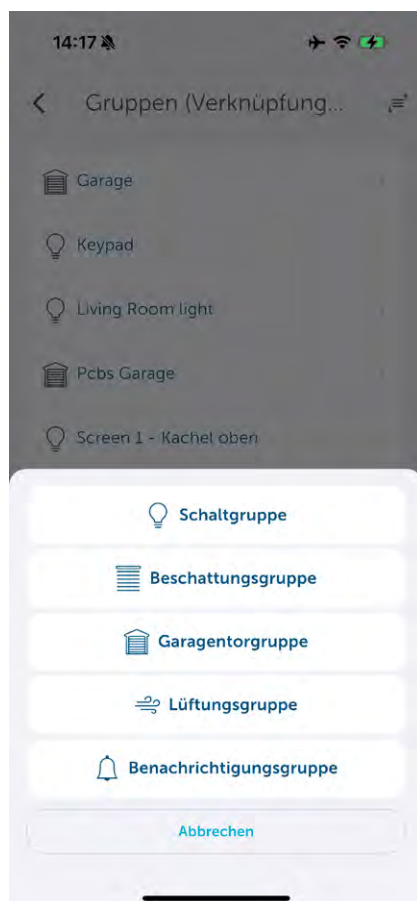 14:17
Gruppen (Verknüpfung...
Garage
Keypad
Living Room light
Pcbs Garage
Screen 1 - Kachel oben
Schaltgruppe
Beschattungsgruppe
Garagentorgruppe
Lüftungsgruppe
Benachrichtigungsgruppe
Abbrechen